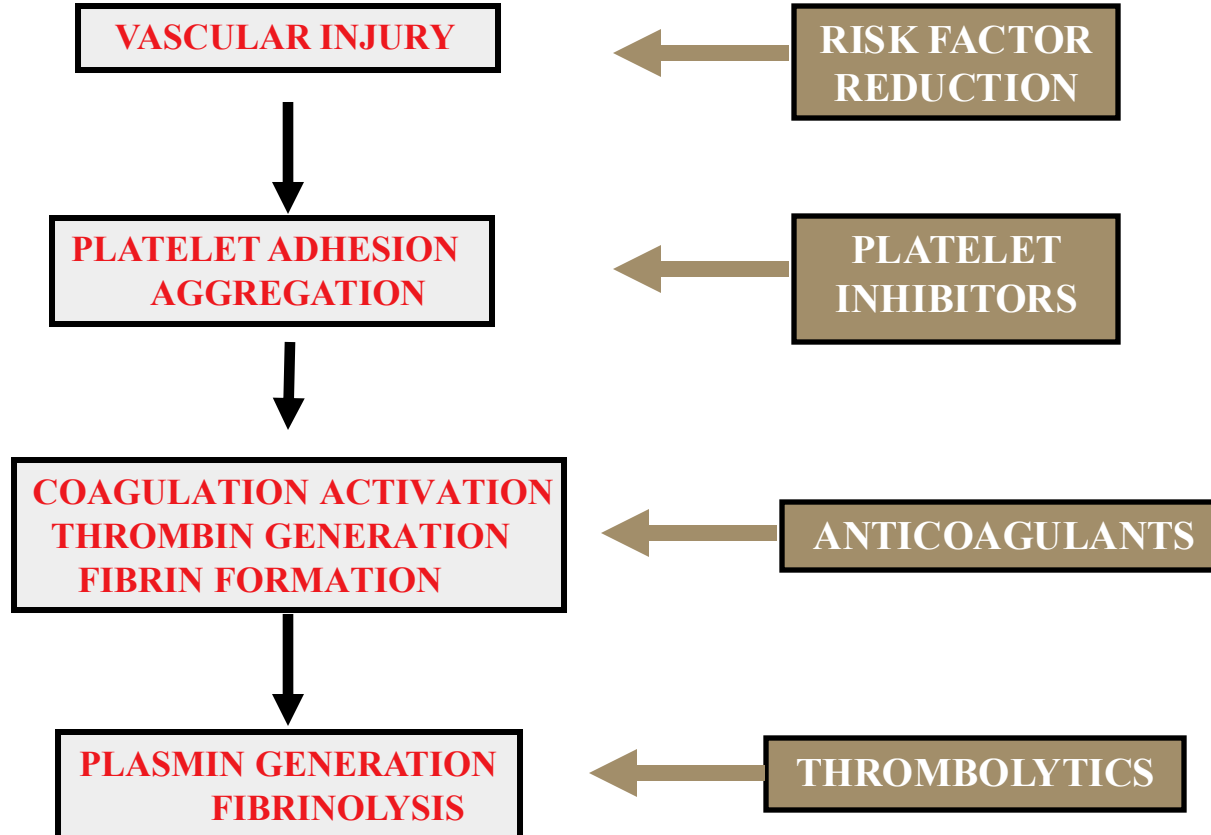 VASCULAR INJURY
RISK FACTOR
REDUCTION
PLATELET ADHESION
AGGREGATION
PLATELET
INHIBITORS
COAGULATION ACTIVATION
THROMBIN GENERATION
FIBRIN FORMATION
ANTICOAGULANTS
PLASMIN GENERATION
FIBRINOLYSIS
THROMBOLYTICS